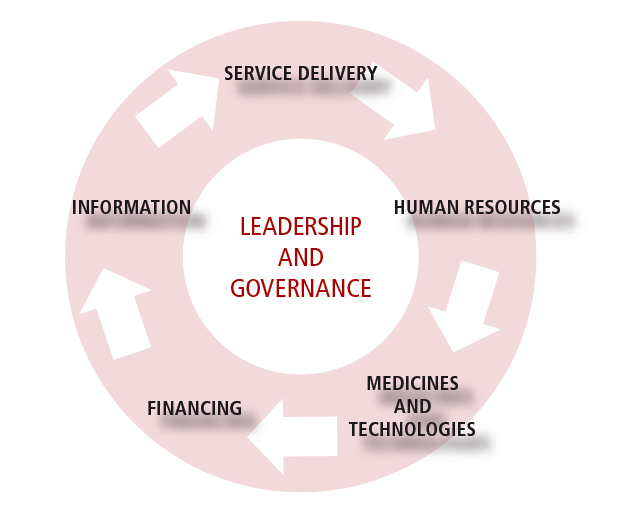 SERVICE DELIVERY
INFORMATION
HUMAN RESOURCES
LEADERSHIP
AND
GOVERNANCE
MEDICINES
AND
TECHNOLOGIES
FINANCING